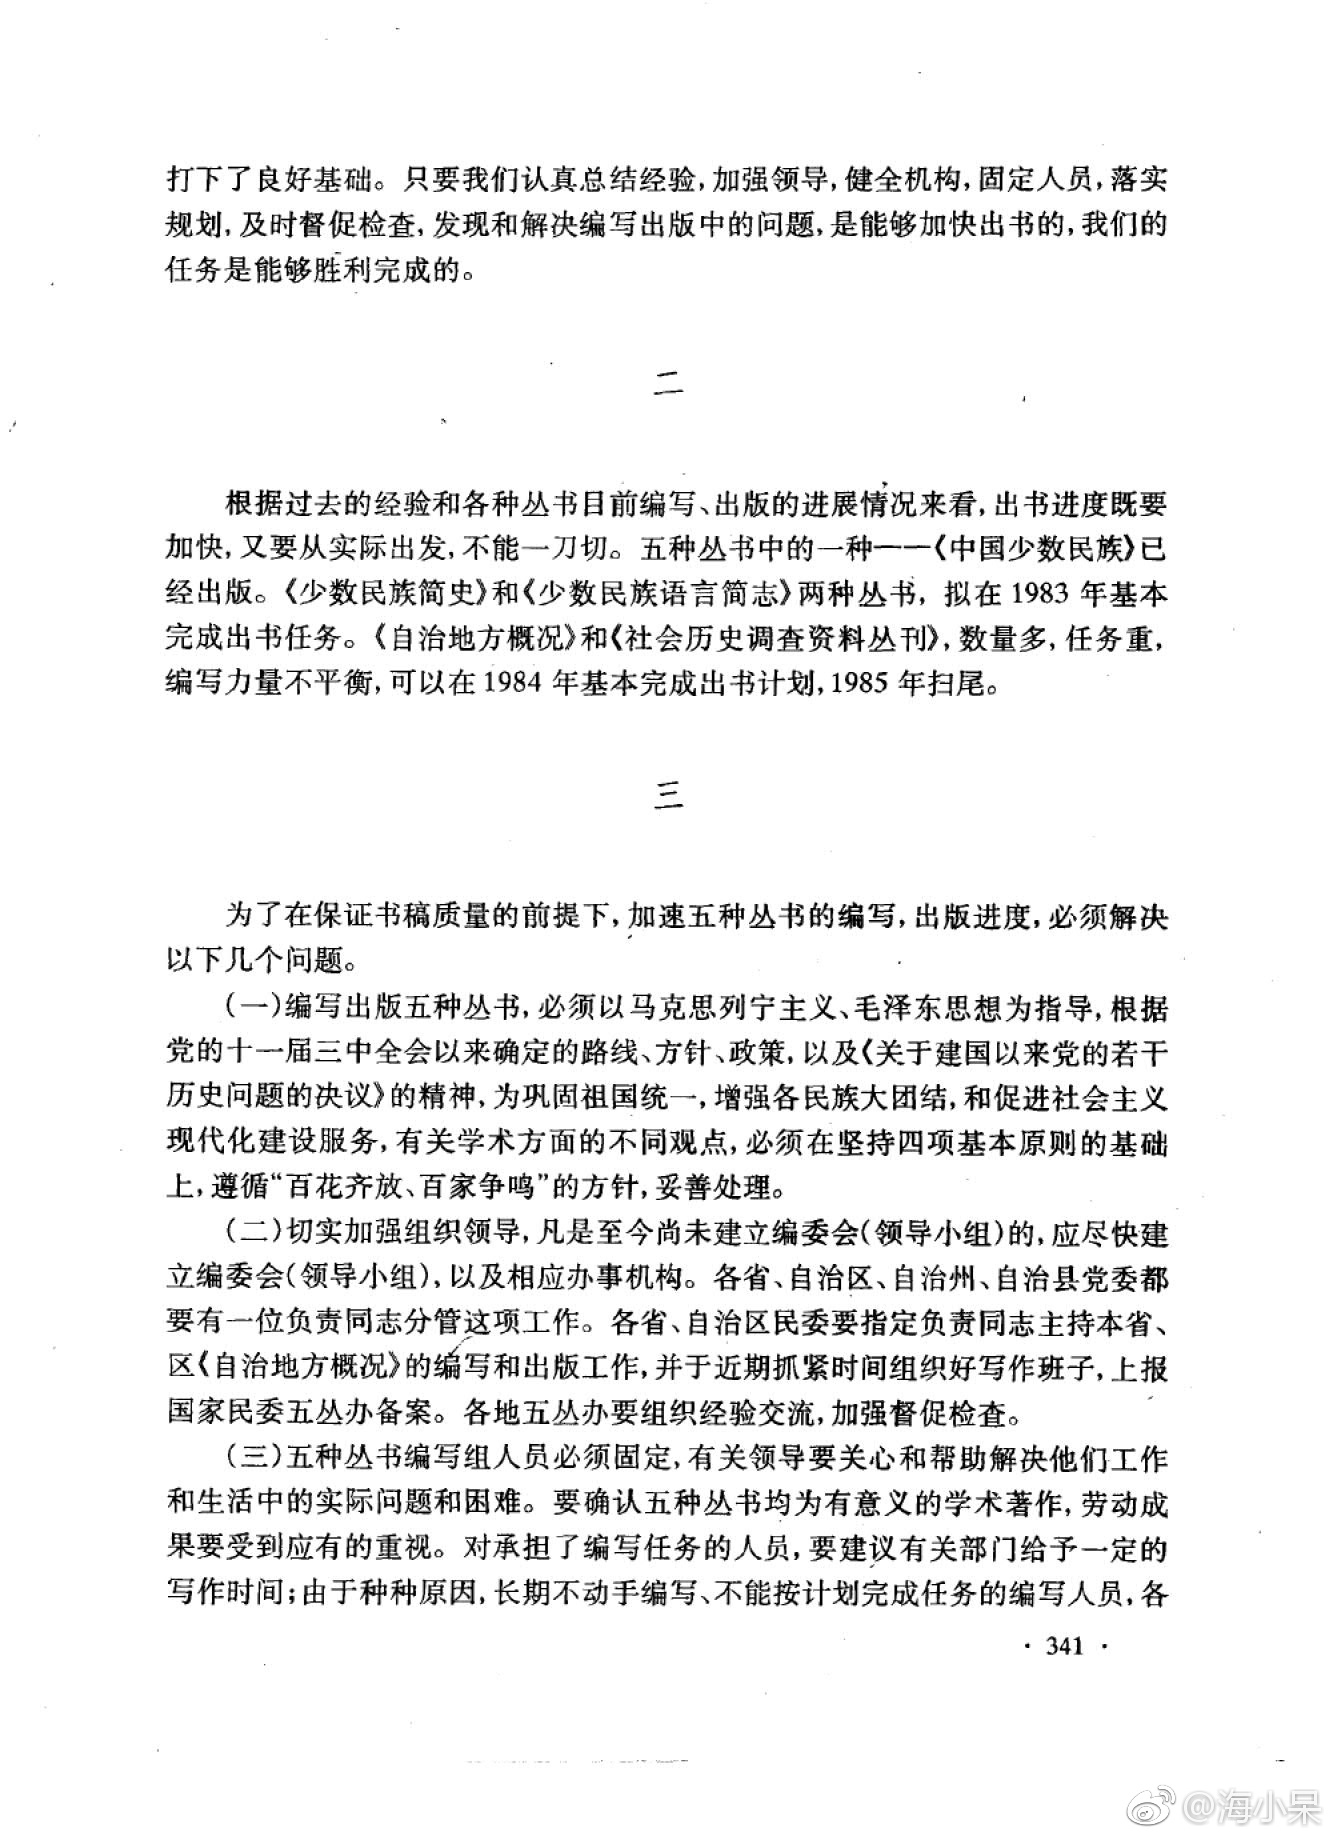 打下了良好基础。只要我们认真总结经验,加强领导,健全机构,固定人员,落实
规划,及时督促检查,发现和解决编写出版中的问题,是能够加快出书的,我们的
任务是能够胜利完成的。
二
根据过去的经验和各种丛书目前编写、出版的进展情况来看,出书进度既要
加快,又要从实际出发,不能一刀切。五种丛书中的一种——《中国少数民族》已
经出版。《少数民族简史》和《少数民族语言简志》两种丛书,拟在1983年基本
完成出书任务。《自治地方概况》和《社会历史调查资料丛刊》,数量多,任务重,
编写力量不平衡,可以在1984年基本完成出书计划,1985年扫尾。
三
为了在保证书稿质量的前提下,加速五种丛书的编写,出版进度,必须解决
以下几个问题。
(一)编写出版五种丛书,必须以马克思列宁主义、毛泽东思想为指导,根据
党的十一届三中全会以来确定的路线、方针、政策,以及《关于建国以来党的若干
历史问题的决议》的精神,为巩固祖国统一,增强各民族大团结,和促进社会主义
现代化建设服务,有关学术方面的不同观点,必须在坚持四项基本原则的基础
上,遵循“百花齐放、百家争鸣”的方针,妥善处理。
(二)切实加强组织领导,凡是至今尚未建立编委会(领导小组)的,应尽快建
立编委会(领导小组),以及相应办事机构。各省、自治区、自治州、自治县党委都
要有一位负责同志分管这项工作。各省、自治区民委要指定负责同志主持本省、
区《自治地方概况》的编写和出版工作,并于近期抓紧时间组织好写作班子,上报
国家民委五丛办备案。各地五丛办要组织经验交流,加强督促检查。
(三)五种丛书编写组人员必须固定,有关领导要关心和帮助解决他们工作
和生活中的实际问题和困难。要确认五种丛书均为有意义的学术著作,劳动成
果要受到应有的重视。对承担了编写任务的人员,要建议有关部门给予一定的
写作时间;由于种种原因,长期不动手编写、不能按计划完成任务的编写人员,各
· 341 ·
@海小呆